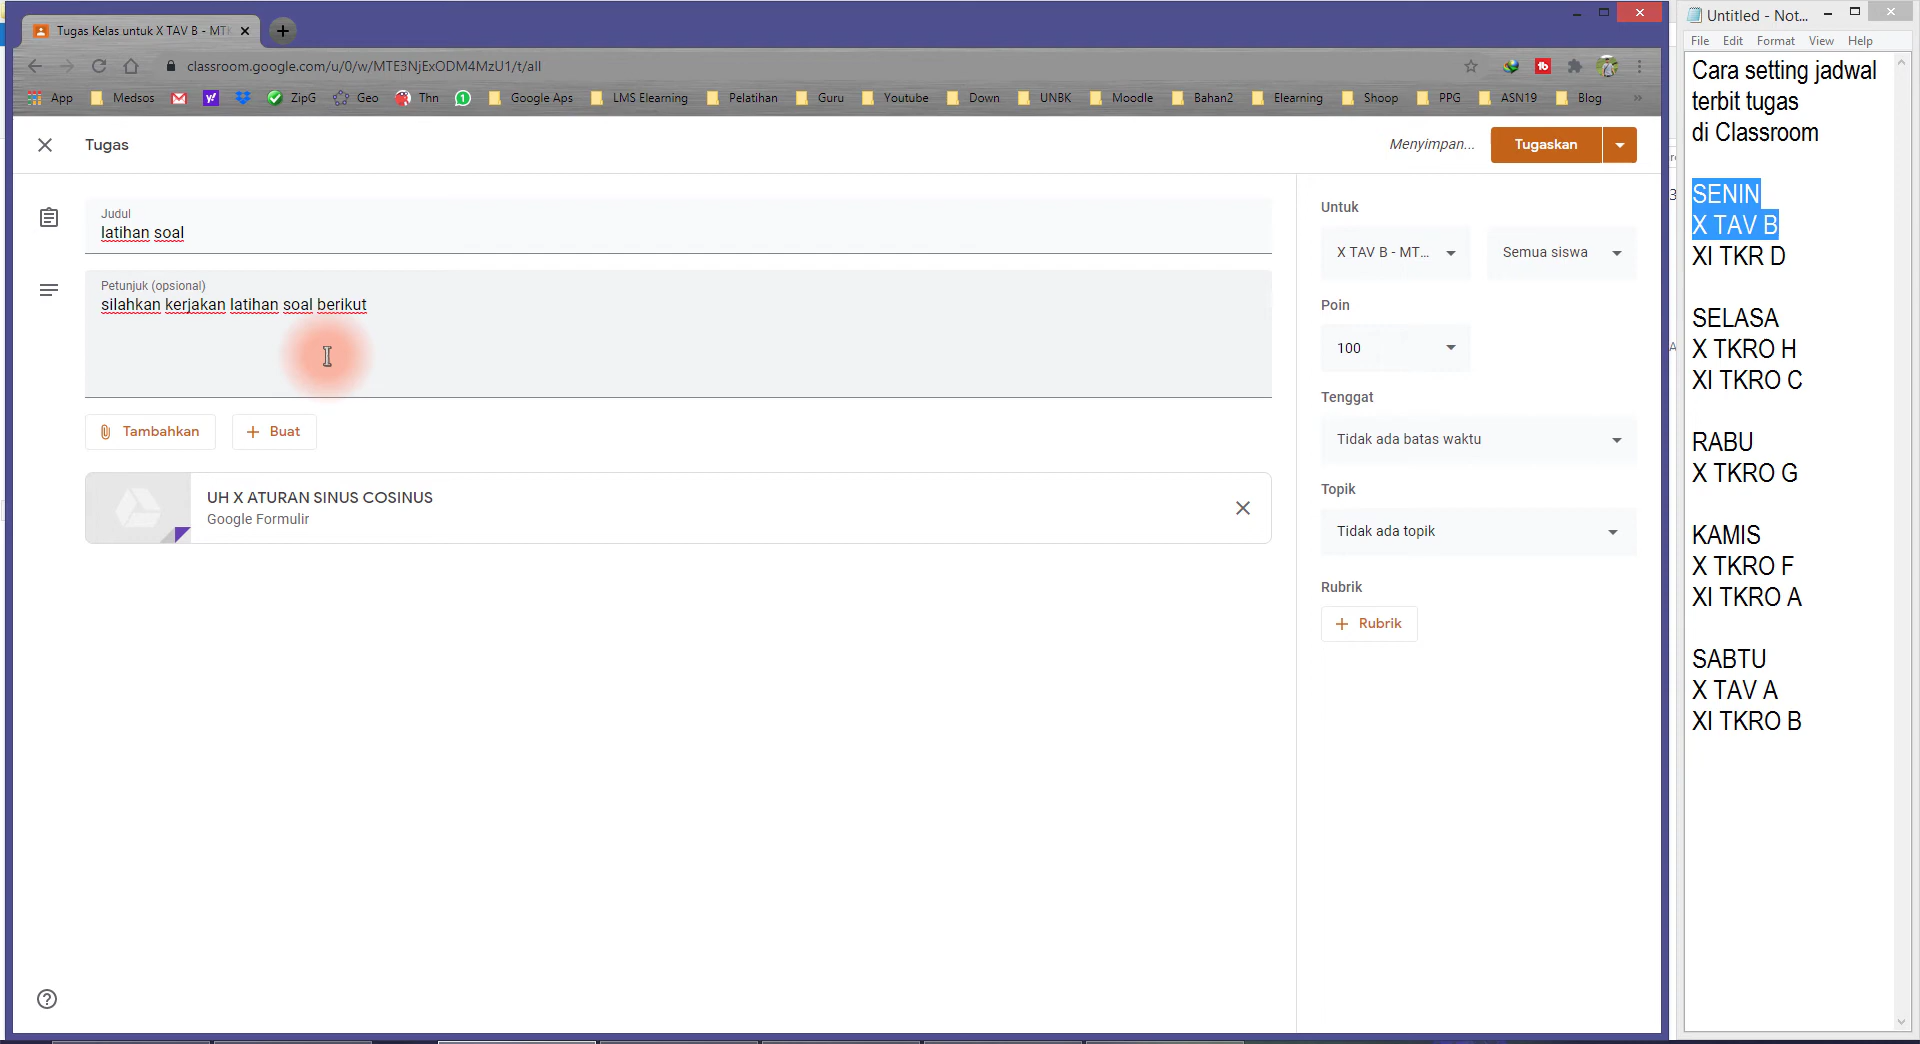 Tugas Kelas untuk X TAV B - MT
classroom.google.com/u/0/w/MTE3NjExODM4MzU1/t/all
App Medsos ZipG Geo Thn Google Aps LMS Elearning Pelatihan Guru Youtube Down UNBK Moodle Bahan2 Elearning Shoop PPG ASN19 Blog
Tugas
Menyimpan...
Tugaskan
Judul
latihan soal
Petunjuk (opsional)
silahkan kerjakan latihan soal berikut
Tambahkan
Buat
UH X ATURAN SINUS COSINUS
Google Formulir
Untuk
X TAV B - MT...
Semua siswa
Poin
100
Tenggat
Tidak ada batas waktu
Topik
Tidak ada topik
Rubrik
Rubrik
Untitled - Not...
File Edit Format View Help
Cara setting jadwal
terbit tugas
di Classroom
SENIN
X TAV B
XI TKR D
SELASA
X TKRO H
XI TKRO C
RABU
X TKRO G
KAMIS
X TKRO F
XI TKRO A
SABTU
X TAV A
XI TKRO B